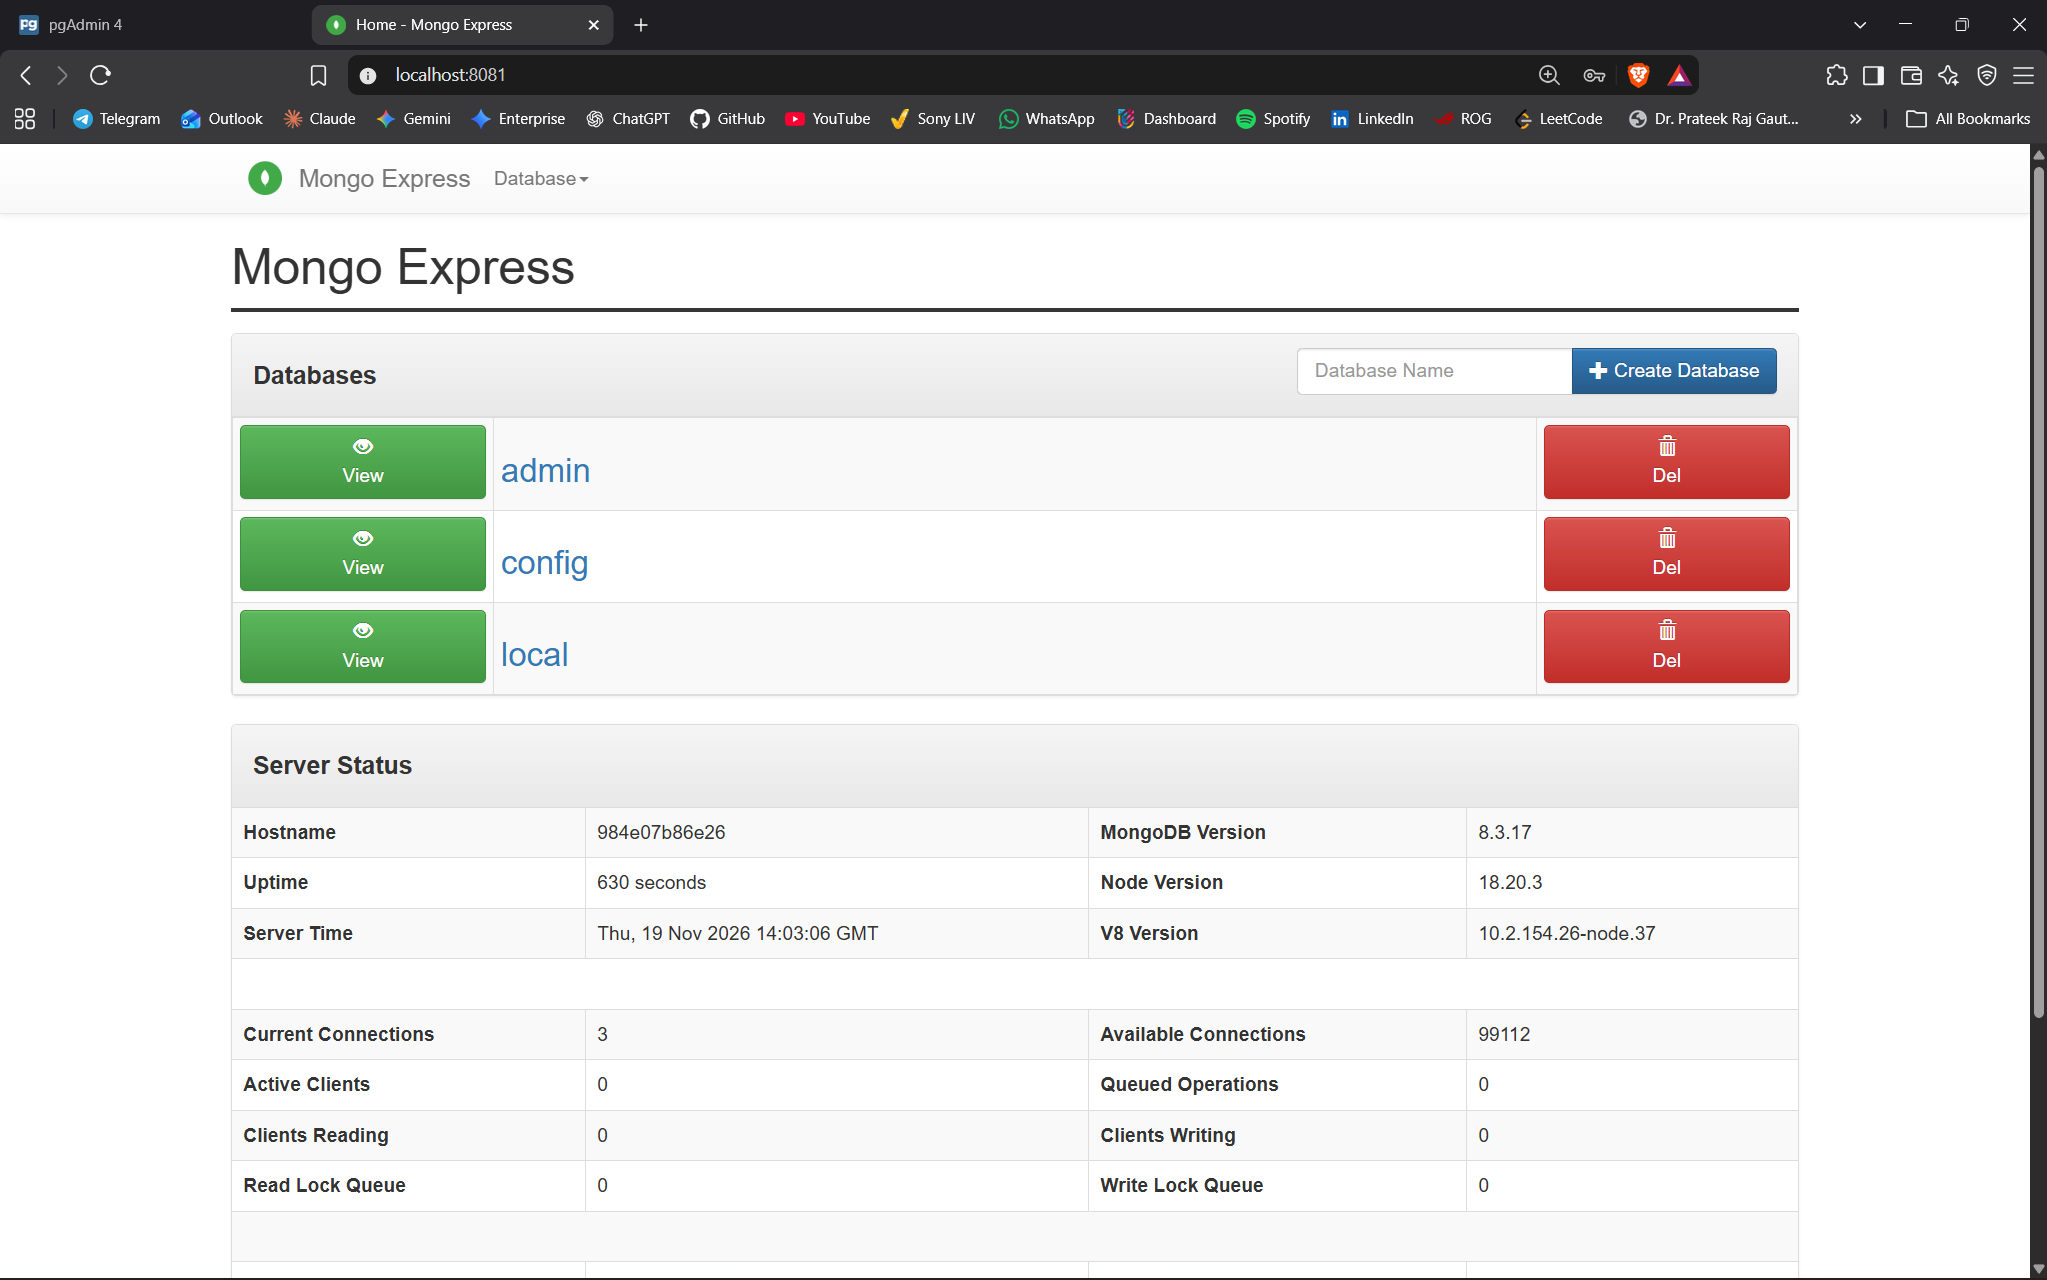 pgAdmin 4
Home - Mongo Express
localhost:8081
Telegram Outlook Claude Gemini Enterprise ChatGPT GitHub YouTube Sony LIV WhatsApp Dashboard Spotify LinkedIn ROG LeetCode Dr. Prateek Raj Gaut... » All Bookmarks
Mongo Express Database
Mongo Express
Databases Database Name Create Database
View admin Del
View config Del
View local Del
Server Status
Hostname 984e07b86e26 MongoDB Version 8.3.17
Uptime 630 seconds Node Version 18.20.3
Server Time Thu, 19 Nov 2026 14:03:06 GMT V8 Version 10.2.154.26-node.37
Current Connections 3 Available Connections 99112
Active Clients 0 Queued Operations 0
Clients Reading 0 Clients Writing 0
Read Lock Queue 0 Write Lock Queue 0